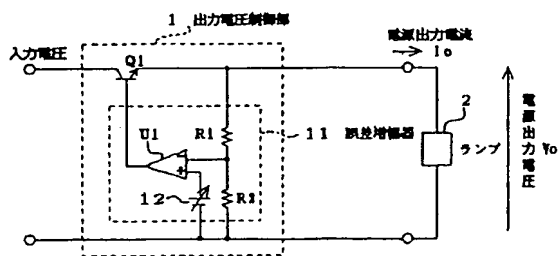 1 出力電圧制御部
入力電圧
Q1
電源出力電流
Io
U1
R1
11 誤差増幅器
12
R2
2
ランプ
電源出力電圧 Vo